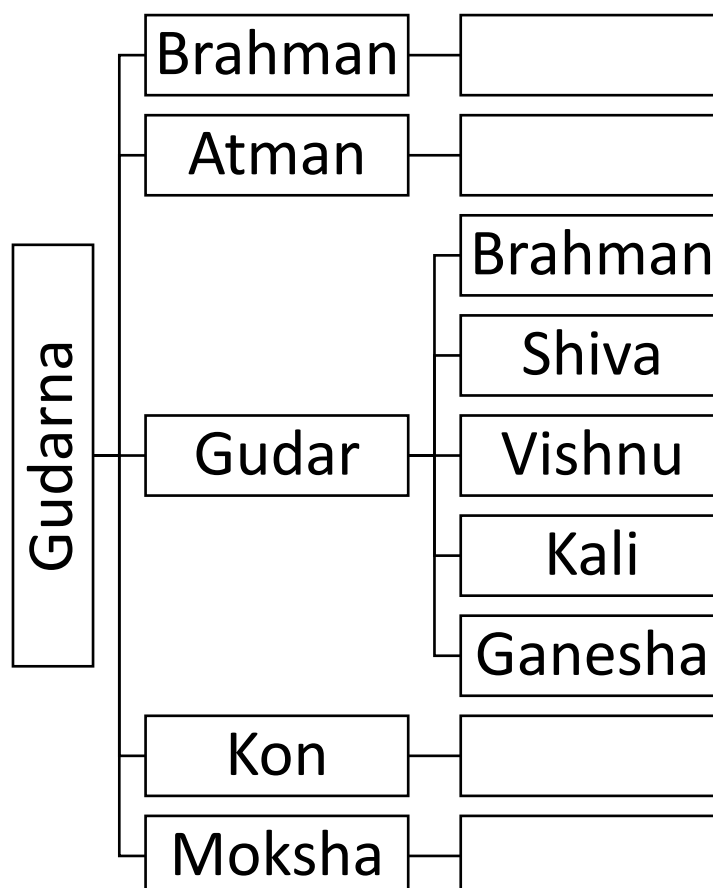 Gudarna
Brahman
Atman
Gudar
Brahman
Shiva
Vishnu
Kali
Ganesha
Kon
Moksha